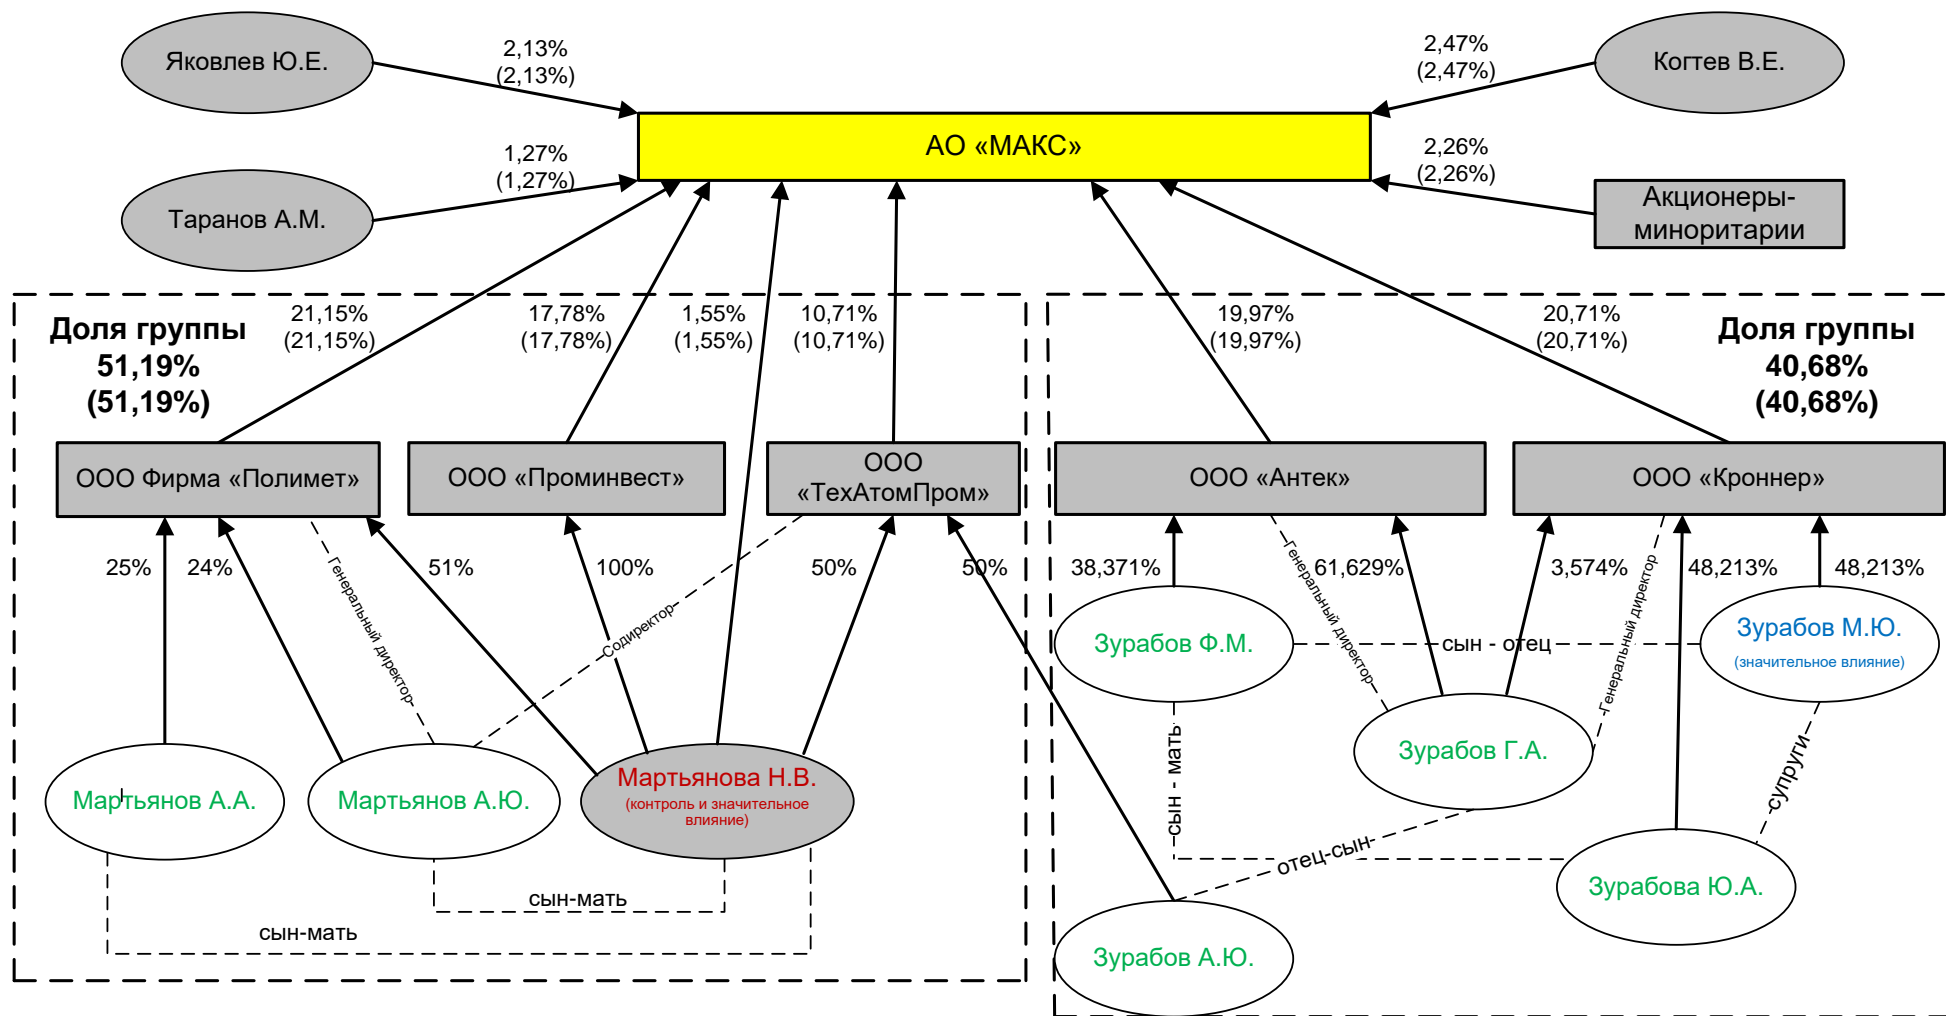 Яковлев Ю.Е.
2,13%
(2,13%)
2,47%
(2,47%)
Когтев В.Е.
АО «МАКС»
Таранов А.М.
1,27%
(1,27%)
2,26%
(2,26%)
Акционеры-
миноритарии
Доля группы
51,19%
(51,19%)
21,15%
(21,15%)
17,78%
(17,78%)
1,55%
(1,55%)
10,71%
(10,71%)
19,97%
(19,97%)
20,71%
(20,71%)
Доля группы
40,68%
(40,68%)
ООО Фирма «Полимет»
ООО «Проминвест»
ООО
«ТехАтомПром»
ООО «Антек»
ООО «Кроннер»
25%
24%
Генеральный директор
51%
100%
Содиректор
50%
50%
38,371%
Генеральный директор
61,629%
3,574%
Генеральный директор
48,213%
48,213%
Зурабов Ф.М.
сын - отец
Зурабов М.Ю.
(значительное влияние)
сын - мать
Зурабов Г.А.
супруги
Мартьянов А.А.
Мартьянов А.Ю.
Мартьянова Н.В.
(контроль и значительное
влияние)
отец-сын
Зурабова Ю.А.
сын-мать
сын-мать
Зурабов А.Ю.